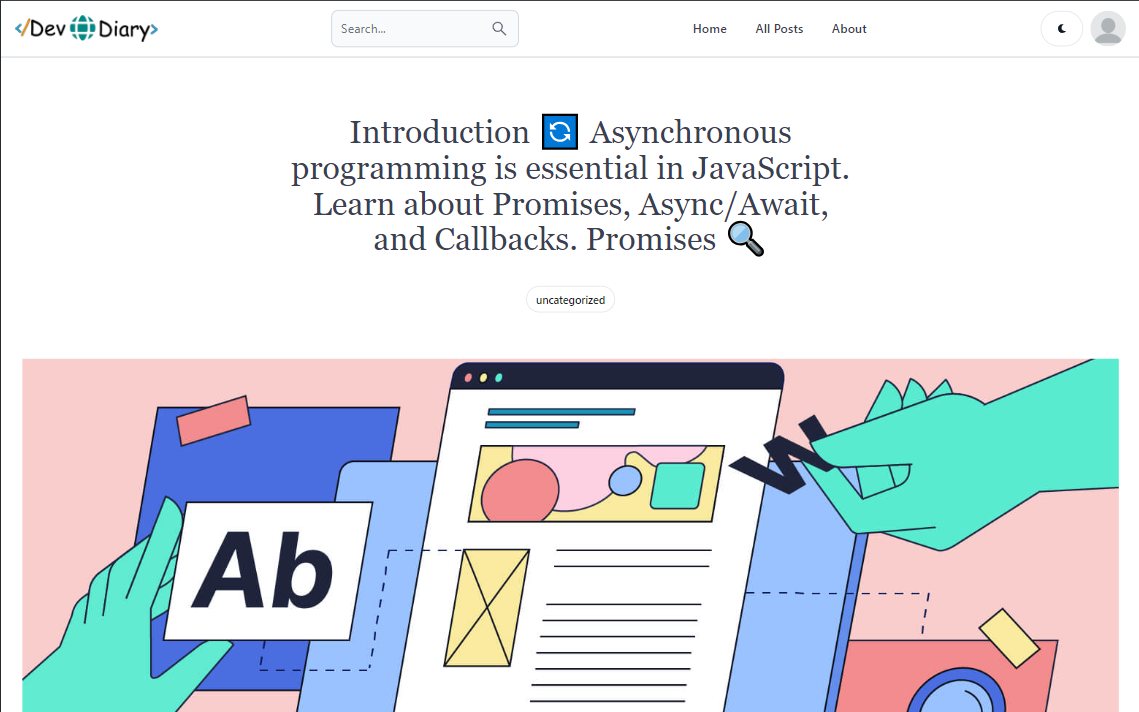 </Dev Diary>
Search...
Home
All Posts
About
Introduction 🔄 Asynchronous
programming is essential in JavaScript.
Learn about Promises, Async/Await,
and Callbacks. Promises 🔍
uncategorized
Ab